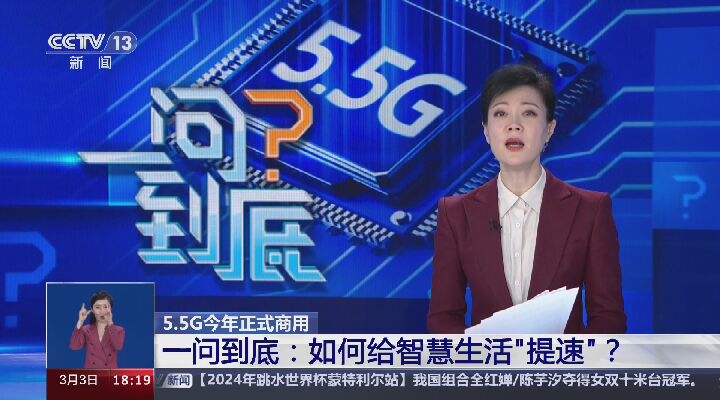 CCTV 13
新闻
5.5G
一问?
到底
?
?
5.5G今年正式商用
一问到底：如何给智慧生活"提速"？
3月3日 18:19 新闻 【2024年跳水世界杯蒙特利尔站】我国组合全红婵/陈芋汐夺得女双十米台冠军。